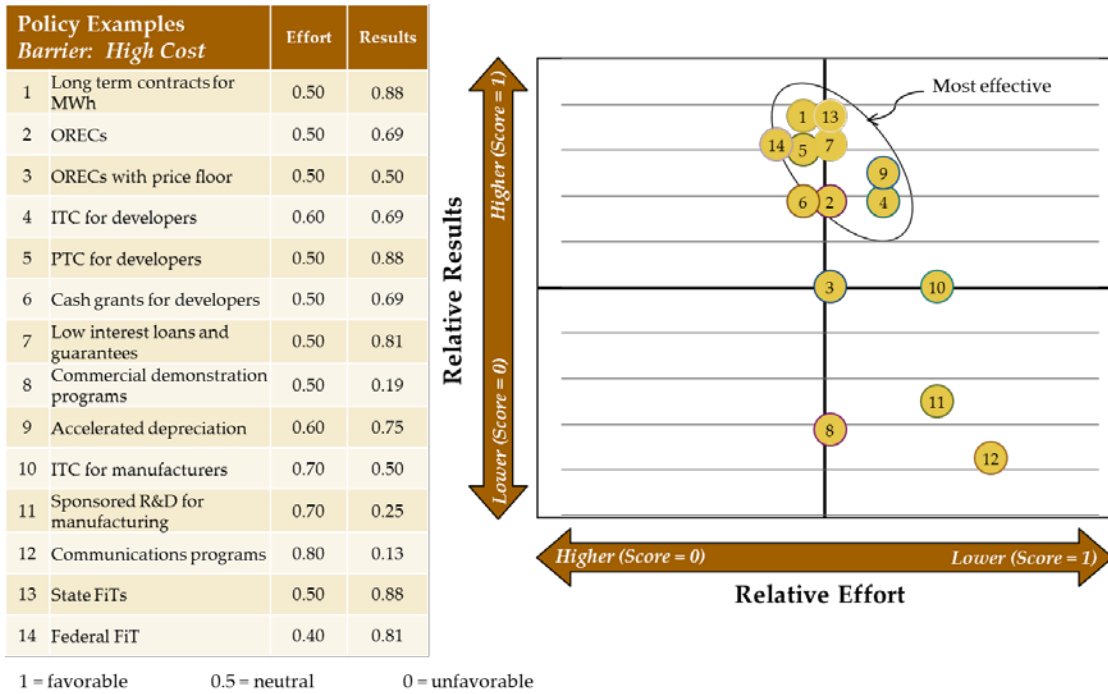 Policy Examples
Barrier: High Cost
Effort
Results
1 Long term contracts for
MWh 0.50 0.88
2 ORECs 0.50 0.69
3 ORECs with price floor 0.50 0.50
4 ITC for developers 0.60 0.69
5 PTC for developers 0.50 0.88
6 Cash grants for developers 0.50 0.69
7 Low interest loans and
guarantees 0.50 0.81
8 Commercial demonstration
programs 0.50 0.19
9 Accelerated depreciation 0.60 0.75
10 ITC for manufacturers 0.70 0.50
11 Sponsored R&D for
manufacturing 0.70 0.25
12 Communications programs 0.80 0.13
13 State FiTs 0.50 0.88
14 Federal FiT 0.40 0.81
1 = favorable 0.5 = neutral 0 = unfavorable
Relative Results
Higher (Score = 1)
Lower (Score = 0)
Most effective
1 13
14 5 7
9
6 2 4
3 10
11
8
12
Higher (Score = 0) Lower (Score = 1)
Relative Effort